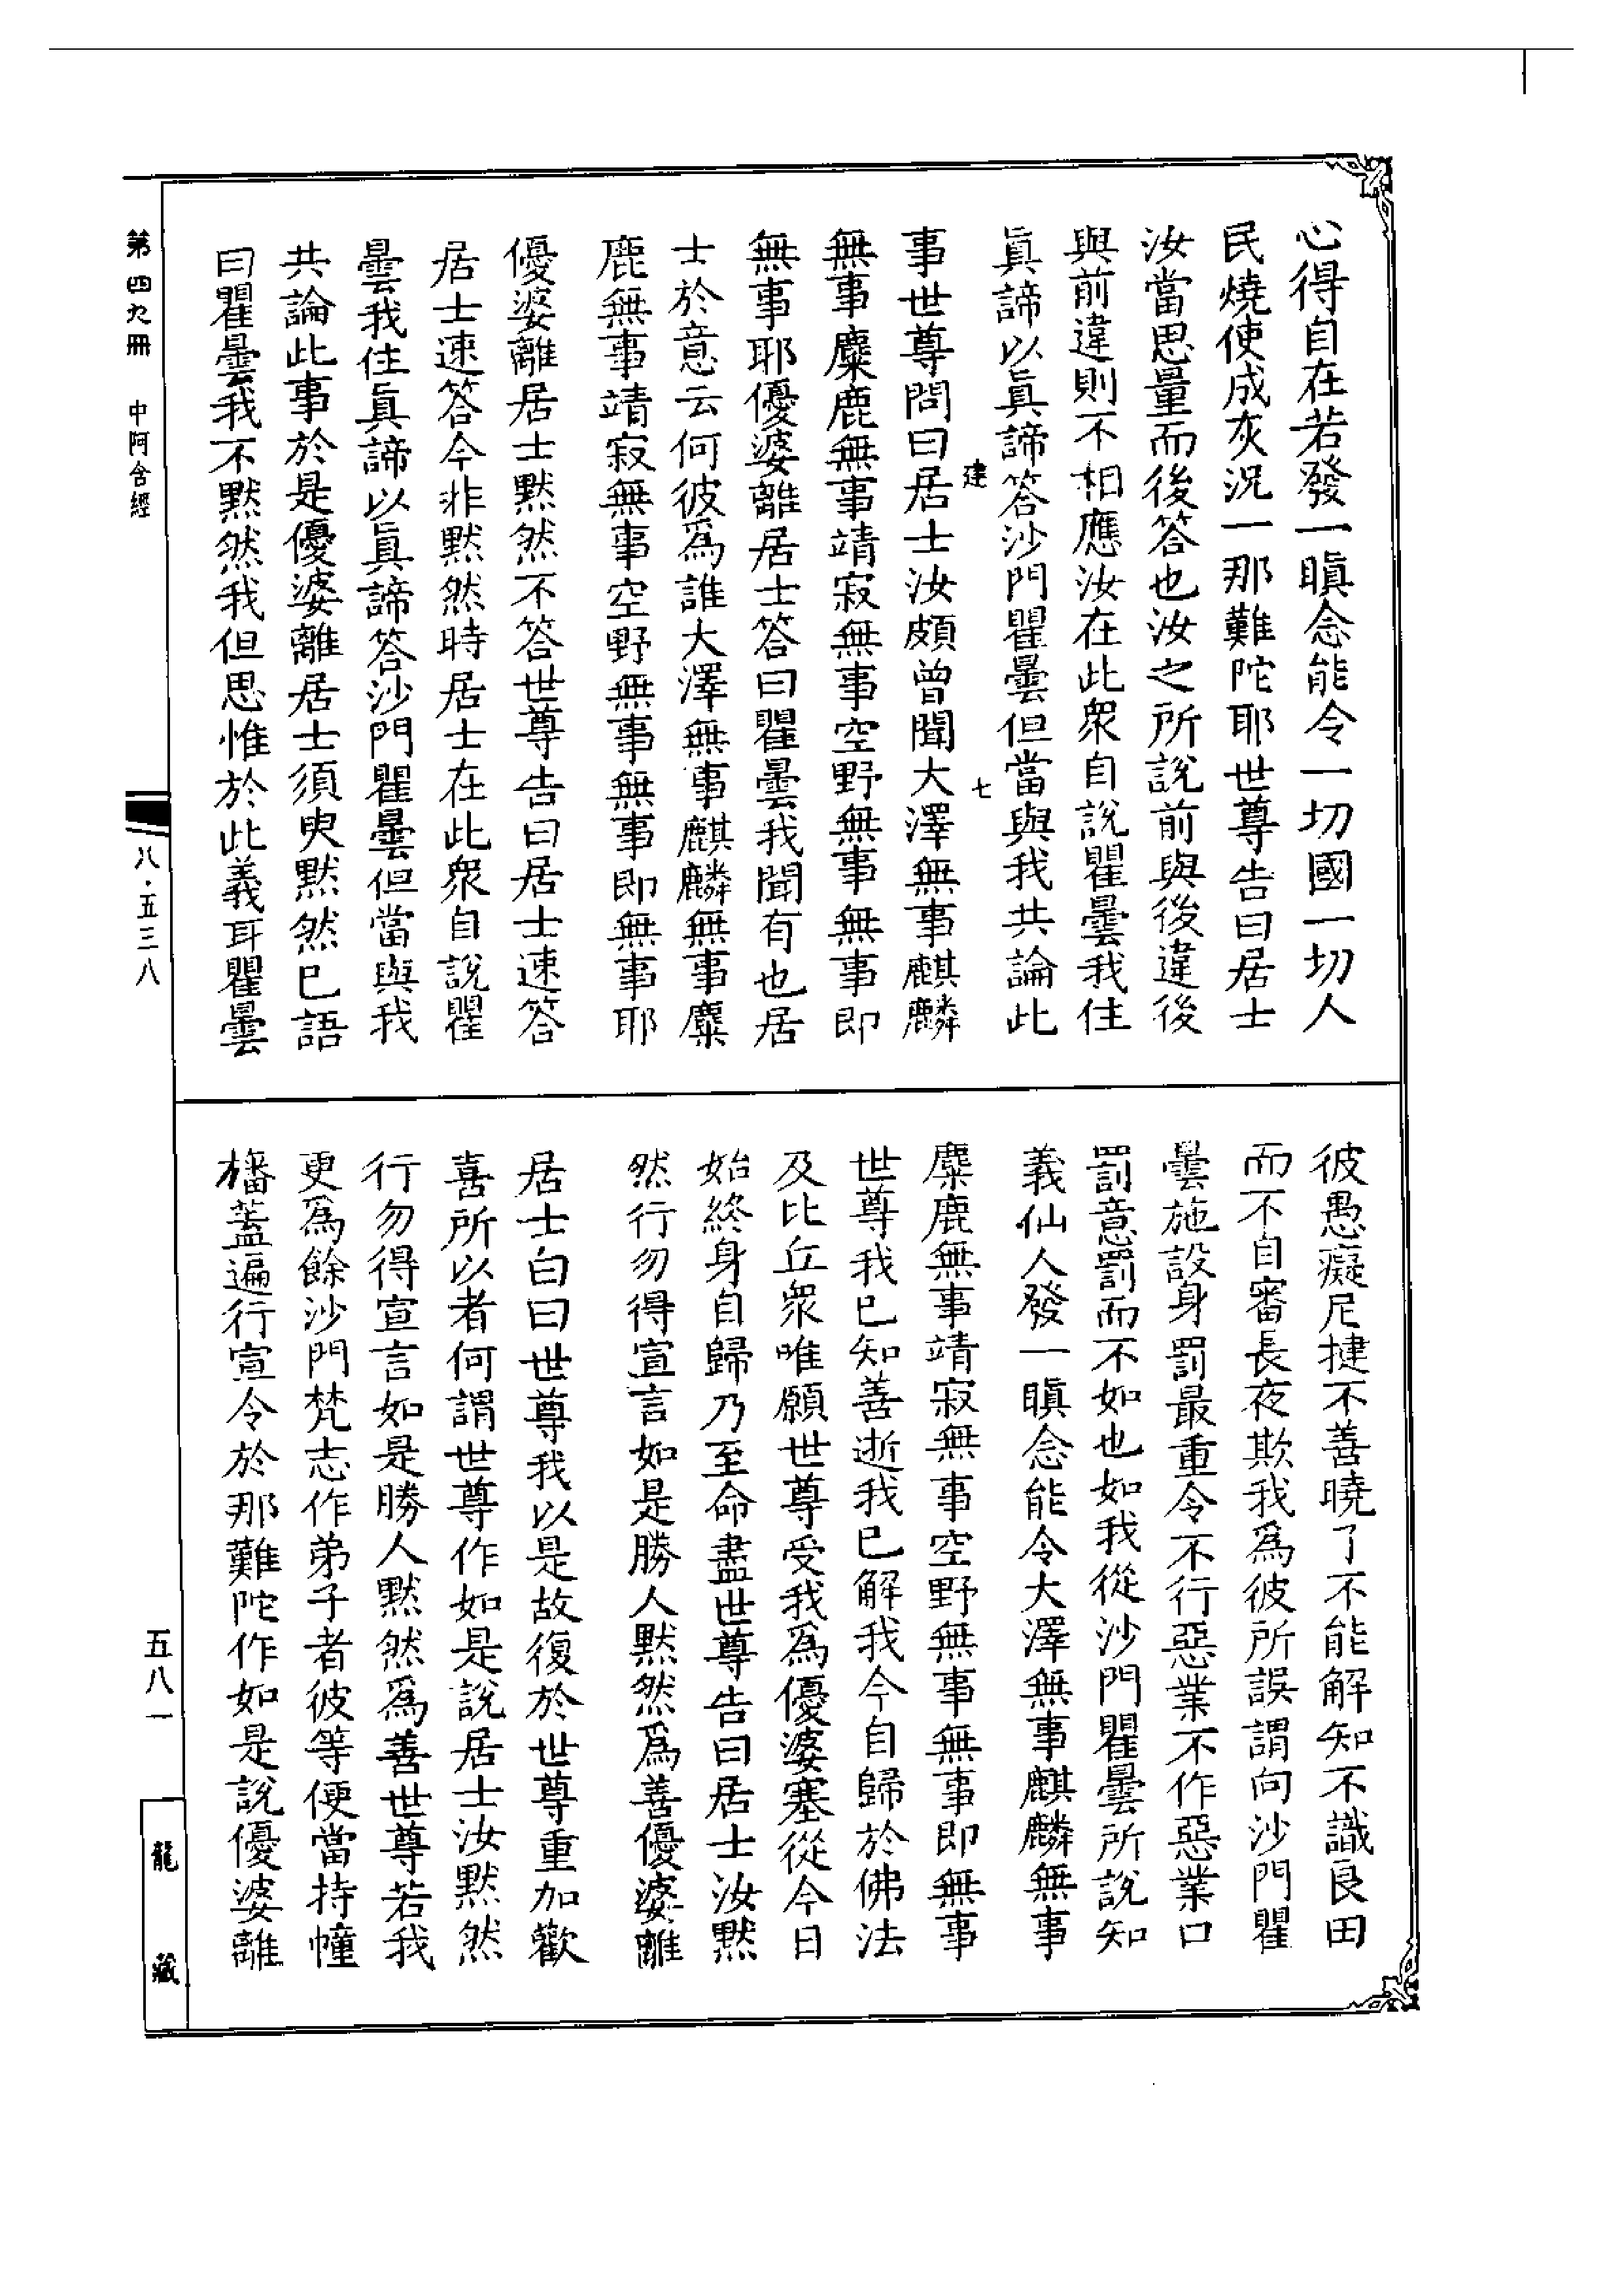 心得自在若發一瞋念能令一切國一切人
民燒使成灰況一那難陀耶世尊告曰居士
汝當思量而後答也汝之所說前與後違後
與前違則不相應汝在此衆自說瞿曇我住
眞諦以眞諦答沙門瞿曇但當與我共論此
建 七
事世尊問曰居士汝頗曾聞大澤無事麒麟
無事麋鹿無事靖寂無事空野無事無事即
無事耶優婆離居士答曰瞿曇我聞有也居
士於意云何彼爲誰大澤無事麒麟無事麋
鹿無事靖寂無事空野無事無事即無事耶
優婆離居士默然不答世尊告曰居士速答
居士速答今非默然時居士在此衆自說瞿
曇我住眞諦以眞諦答沙門瞿曇但當與我
共論此事於是優婆離居士須臾默然已語
曰瞿曇我不默然我但思惟於此義耳瞿曇
彼愚癡尼揵不善曉了不能解知不識良田
而不自審長夜欺我爲彼所誤謂向沙門瞿
曇施設身罰最重令不行惡業不作惡業口
罰意罰而不如也如我從沙門瞿曇所說知
義仙人發一瞋念能令大澤無事麒麟無事
麋鹿無事靖寂無事空野無事無事即無事
世尊我已知善逝我已解我今自歸於佛法
及比丘衆唯願世尊受我爲優婆塞從今日
始終身自歸乃至命盡世尊告曰居士汝默
然行勿得宣言如是勝人默然爲善優婆離
居士白曰世尊我以是故復於世尊重加歡
喜所以者何謂世尊作如是說居士汝默然
行勿得宣言如是勝人默然爲善世尊若我
更爲餘沙門梵志作弟子者彼等便當持幢
旛蓋遍行宣令於那難陀作如是說優婆離
第四九冊 中阿含經
八·五三八
五八一
龍藏